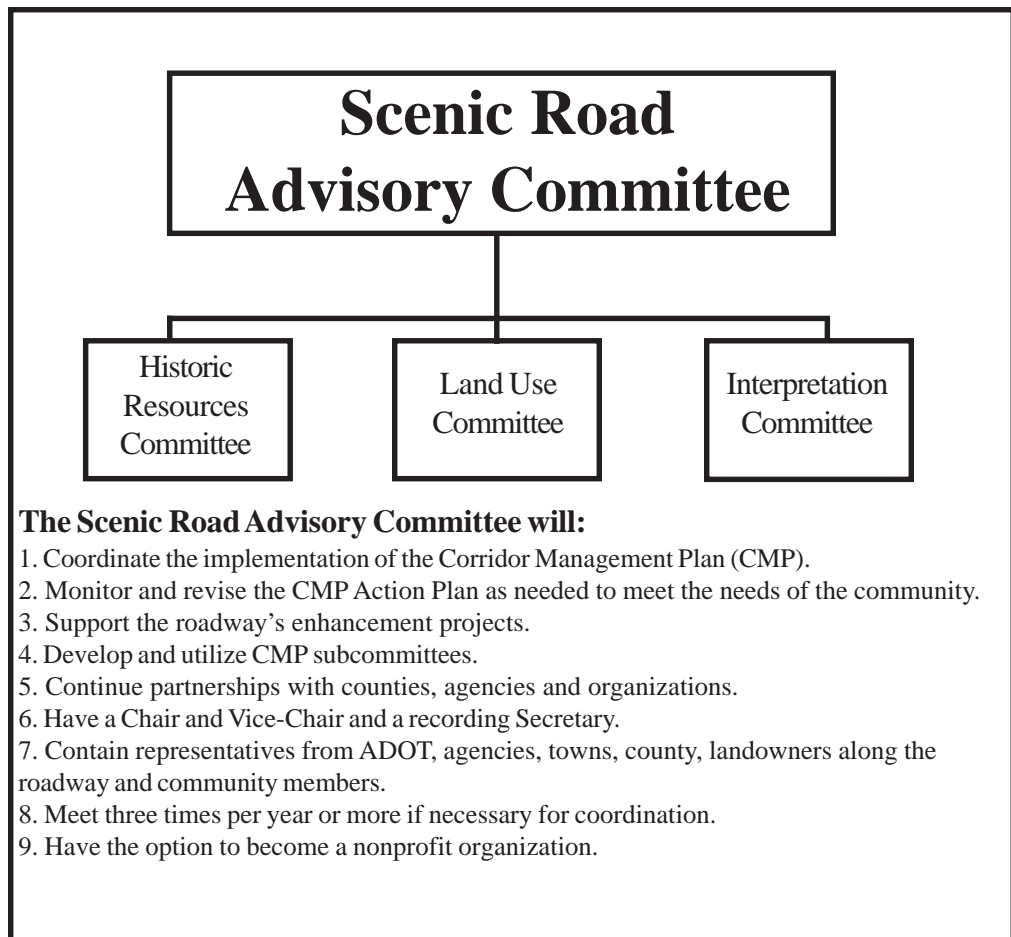 Scenic Road
Advisory Committee
Historic
Resources
Committee
Land Use
Committee
Interpretation
Committee
The Scenic Road Advisory Committee will:
1. Coordinate the implementation of the Corridor Management Plan (CMP).
2. Monitor and revise the CMP Action Plan as needed to meet the needs of the community.
3. Support the roadway’s enhancement projects.
4. Develop and utilize CMP subcommittees.
5. Continue partnerships with counties, agencies and organizations.
6. Have a Chair and Vice-Chair and a recording Secretary.
7. Contain representatives from ADOT, agencies, towns, county, landowners along the
roadway and community members.
8. Meet three times per year or more if necessary for coordination.
9. Have the option to become a nonprofit organization.